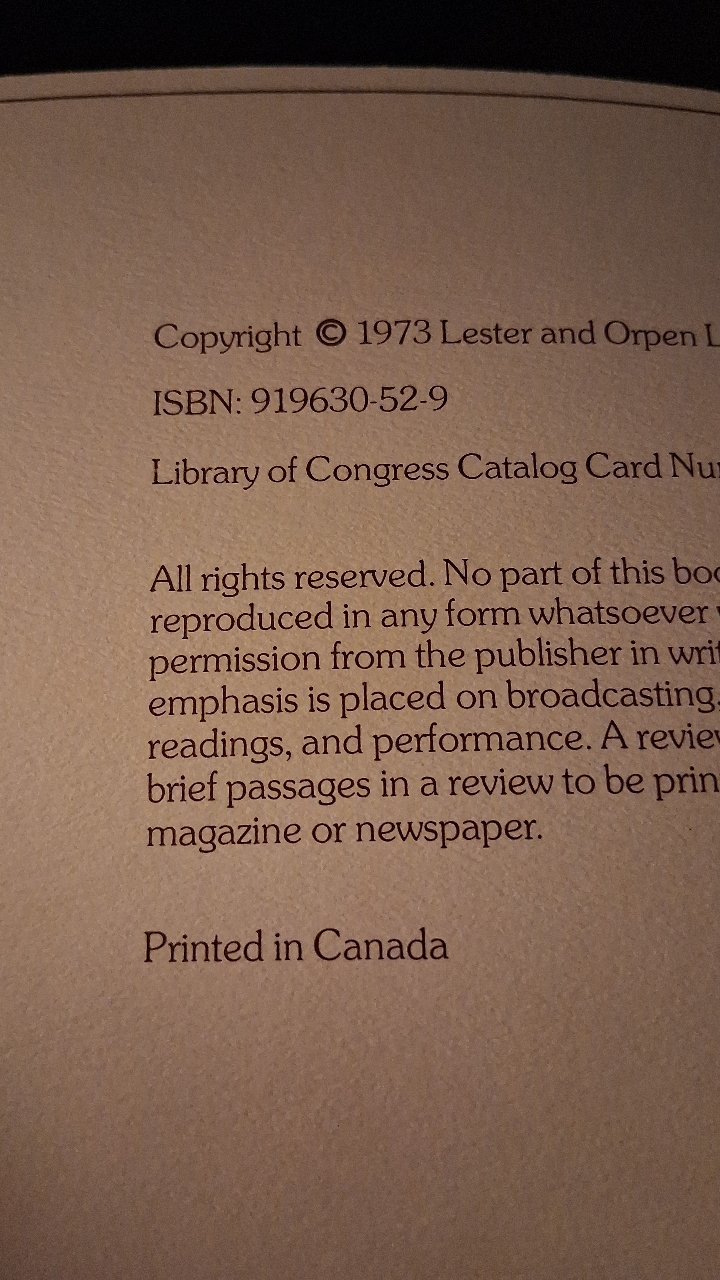 Copyright © 1973 Lester and Orpen
ISBN: 919630-52-9
Library of Congress Catalog Card
All rights reserved. No part of this
reproduced in any form whatsoever
permission from the publisher in
emphasis is placed on broadcasting,
readings, and performance. A
brief passages in a review to be
magazine or newspaper.
Printed in Canada